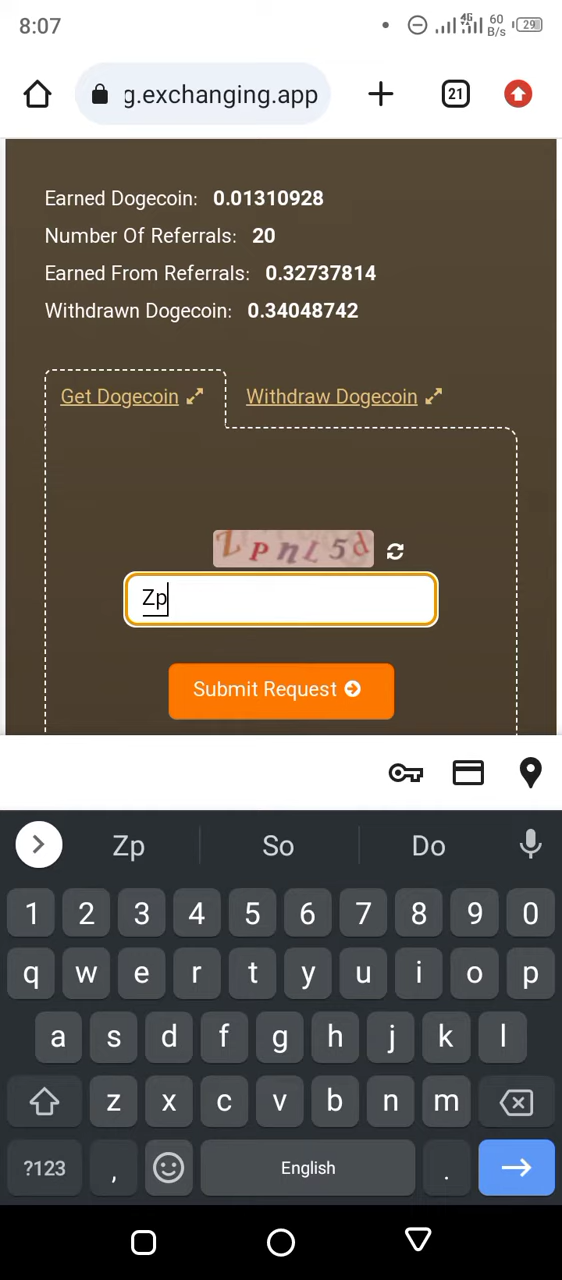 8:07
4G
60
B/s
29
g.exchanging.app
21
Earned Dogecoin: 0.01310928
Number Of Referrals: 20
Earned From Referrals: 0.32737814
Withdrawn Dogecoin: 0.34048742
Get Dogecoin
Withdraw Dogecoin
ZPnL5d
Zp
Submit Request
Zp So Do
1 2 3 4 5 6 7 8 9 0
q w e r t y u i o p
a s d f g h j k l
z x c v b n m
?123 , English .